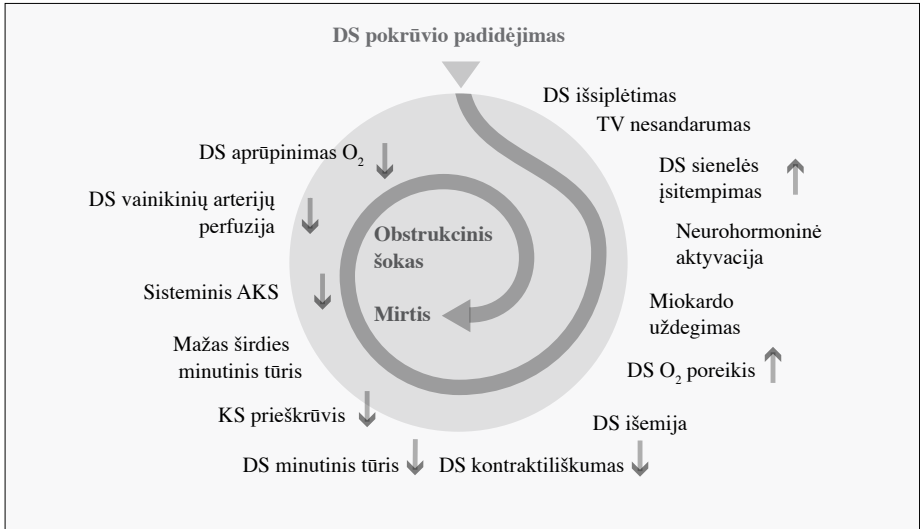 DS pokrūvio padidėjimas
DS išsiplėtimas
TV nesandarumas
DS sienelės
įsitempimas
Neurohormoninė
aktyvacija
Miokardo
uždegimas
DS O₂ poreikis
DS išemija
DS kontraktiliškumas
DS minutinis tūris
KS prieškrūvis
Mažas širdies
minutinis tūris
Sisteminis AKS
DS vainikinių arterijų
perfuzija
DS aprūpinimas O₂
Obstrukcinis
šokas
Mirtis